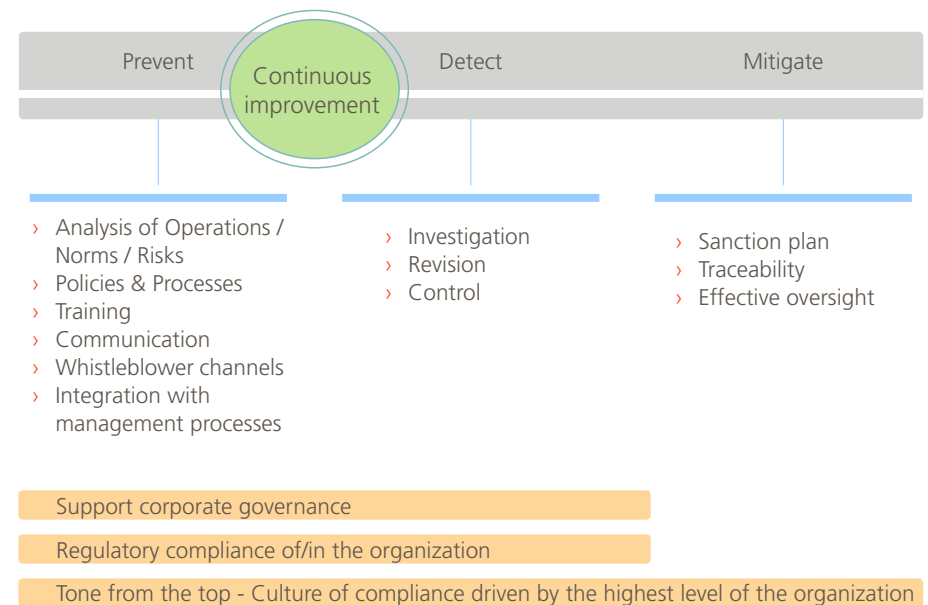 Prevent
Continuous
improvement
Detect
Mitigate
› Analysis of Operations /
Norms / Risks
› Policies & Processes
› Training
› Communication
› Whistleblower channels
› Integration with
management processes
› Investigation
› Revision
› Control
› Sanction plan
› Traceability
› Effective oversight
Support corporate governance
Regulatory compliance of/in the organization
Tone from the top - Culture of compliance driven by the highest level of the organization